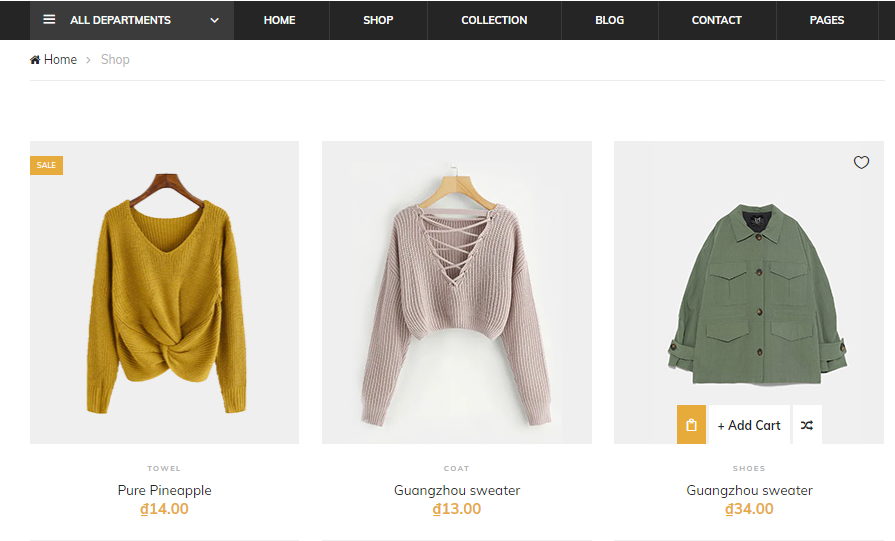 ALL DEPARTMENTS HOME SHOP COLLECTION BLOG CONTACT PAGES
Home > Shop
SALE
+ Add Cart
TOWEL COAT SHOES
Pure Pineapple Guangzhou sweater Guangzhou sweater
₫14.00 ₫13.00 ₫34.00